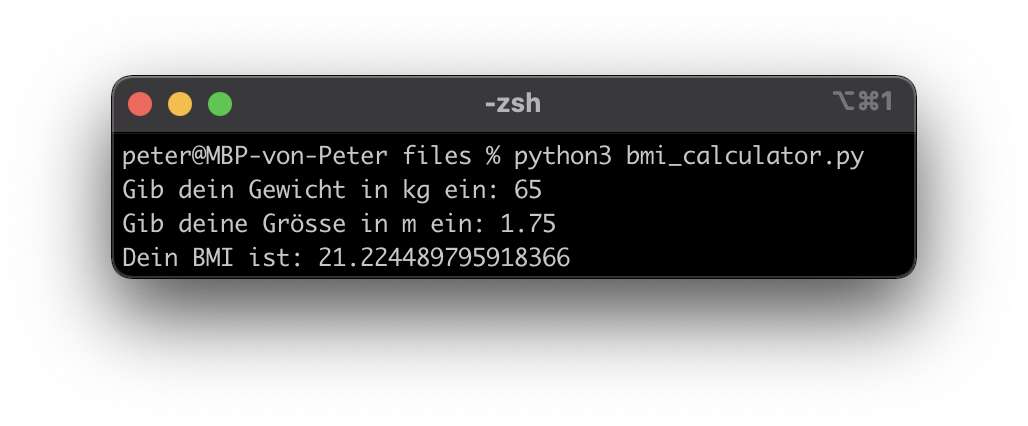 -zsh ⌥⌘1
peter@MBP-von-Peter files % python3 bmi_calculator.py
Gib dein Gewicht in kg ein: 65
Gib deine Grösse in m ein: 1.75
Dein BMI ist: 21.224489795918366